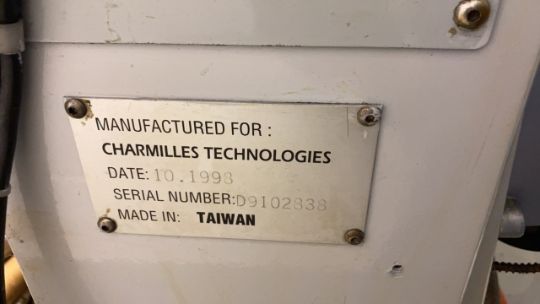 MANUFACTURED FOR :
CHARMILLES TECHNOLOGIES
DATE: 10.1998
SERIAL NUMBER: D9102838
MADE IN: TAIWAN